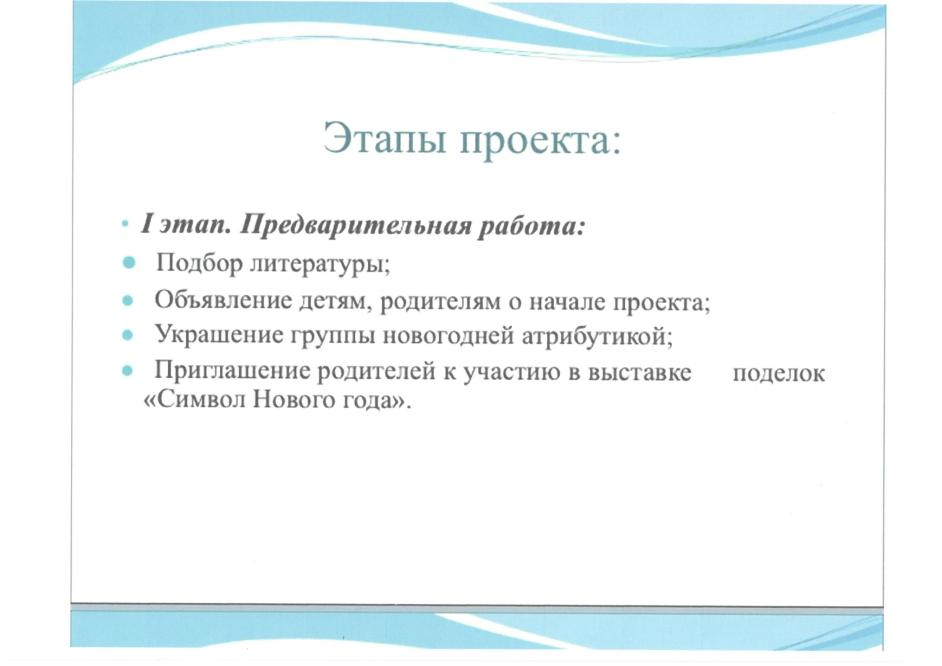 Этапы проекта:
• I этап. Предварительная работа:
• Подбор литературы;
• Объявление детям, родителям о начале проекта;
• Украшение группы новогодней атрибутикой;
• Приглашение родителей к участию в выставке поделок
«Символ Нового года».